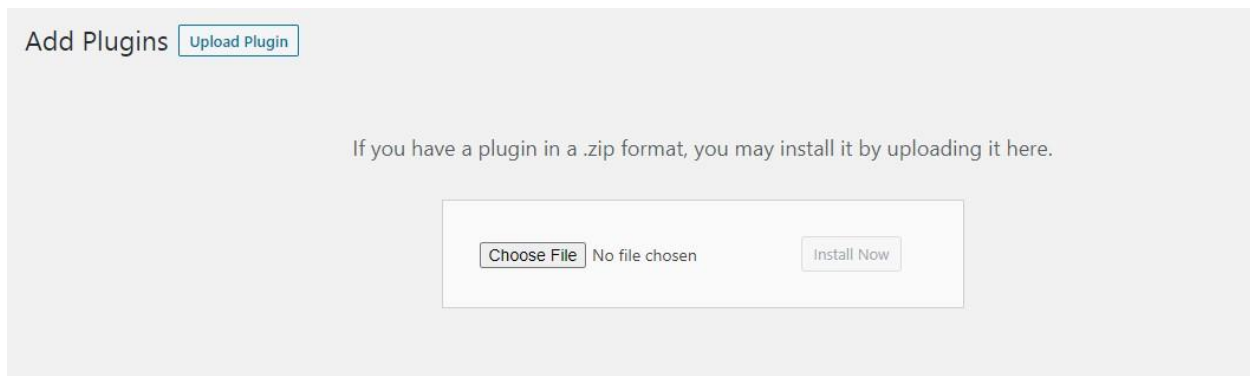 Add Plugins Upload Plugin
If you have a plugin in a .zip format, you may install it by uploading it here.
Choose File No file chosen Install Now